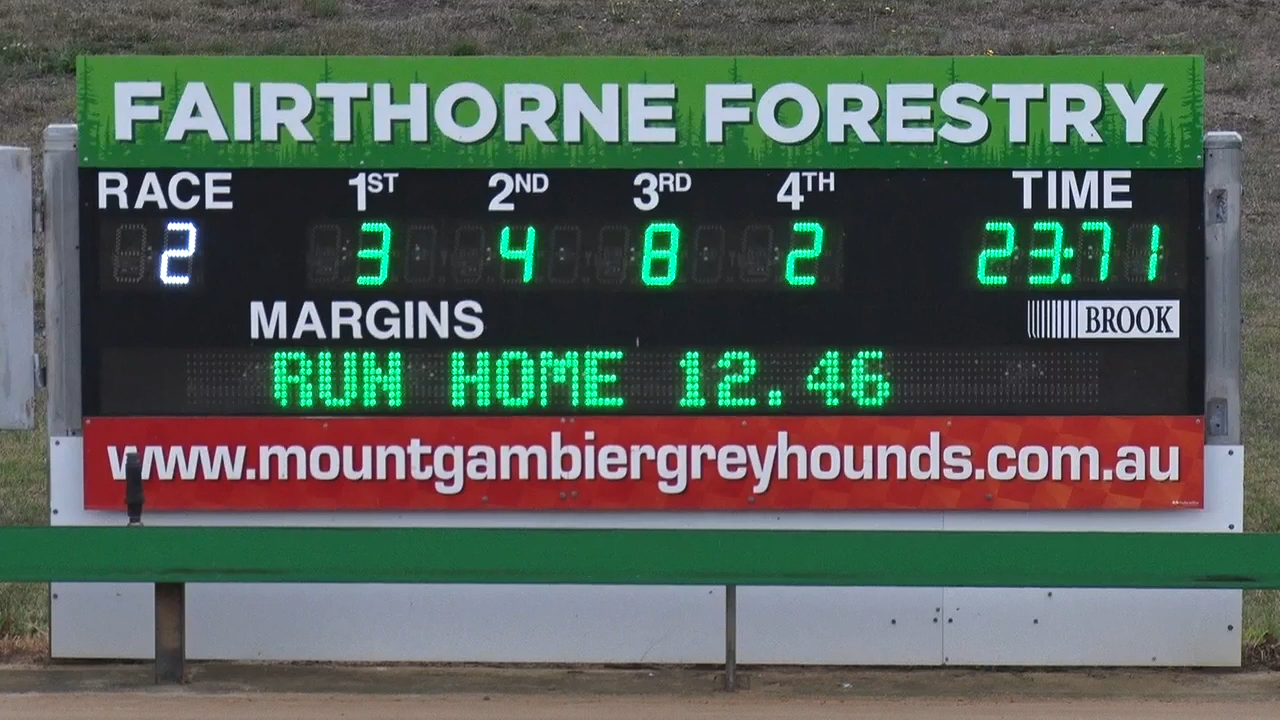 FAIRTHORNE FORESTRY
RACE 1ST 2ND 3RD 4TH TIME
2 3 4 8 2 23:71
MARGINS
BROOK
RUN HOME 12.46
www.mountgambiergreyhounds.com.au